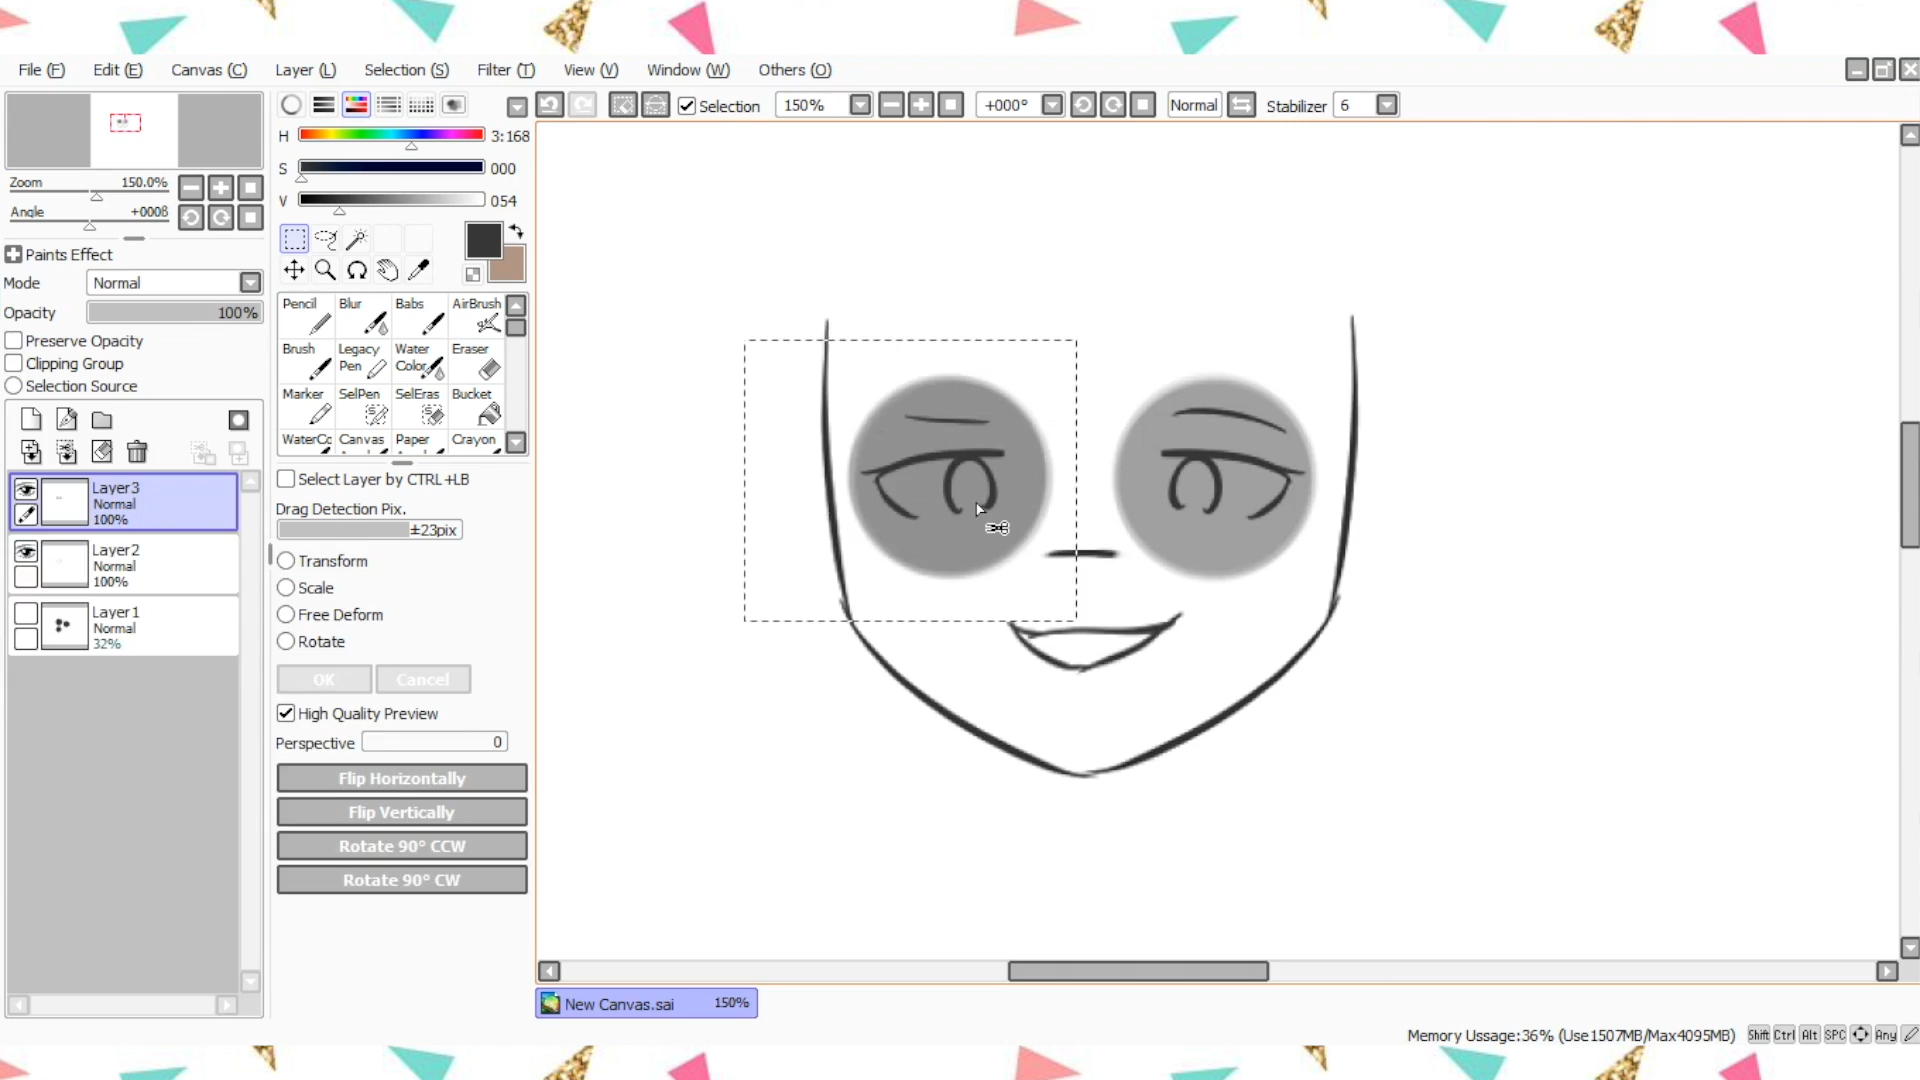 File (F) Edit (E) Canvas (C) Layer (L) Selection (S) Filter (T) View (V) Window (W) Others (O)
Selection 150% +000° Normal Stabilizer 6
H 3:168
S 000
V 054
Zoom 150.0%
Angle +000ß
Paints Effect
Mode Normal
Opacity 100%
Preserve Opacity
Clipping Group
Selection Source
Layer3
Normal
100%
Layer2
Normal
100%
Layer1
Normal
32%
Pencil Blur Babs AirBrush
Brush Legacy Pen Water Color Eraser
Marker SelPen SelEras Bucket
WaterCo Canvas Paper Crayon
Select Layer by CTRL+LB
Drag Detection Pix.
±23pix
Transform
Scale
Free Deform
Rotate
OK Cancel
High Quality Preview
Perspective 0
Flip Horizontally
Flip Vertically
Rotate 90° CCW
Rotate 90° CW
New Canvas.sai 150%
Memory Ussage:36% (Use1507MB/Max4095MB) Shift Ctrl Alt SPC Any